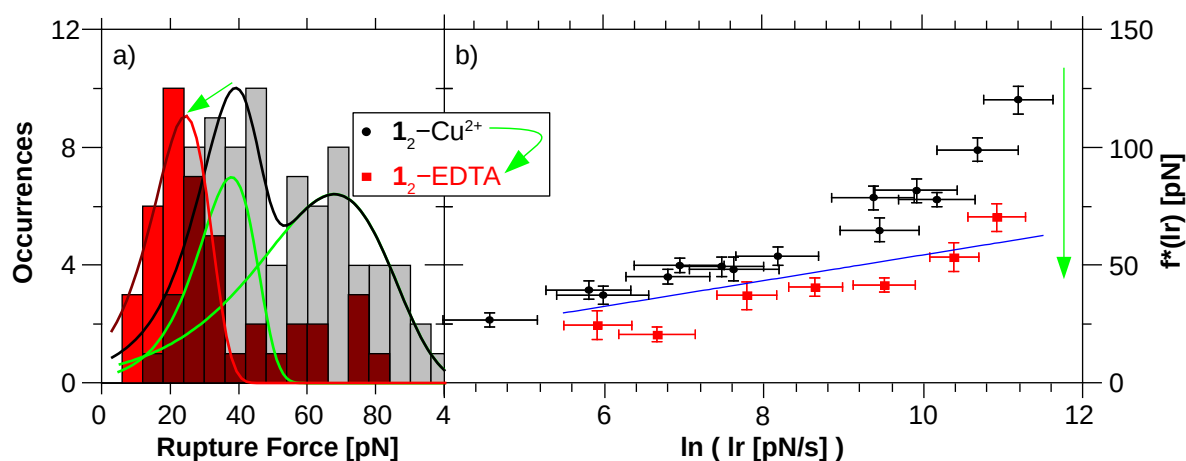 a)
b)
12
8
4
0
Occurrences
0 20 40 60 80 4 6 8 10 12
Rupture Force [pN]
ln ( lr [pN/s] )
1₂−Cu²⁺
1₂−EDTA
150
100
50
0
f*(lr) [pN]